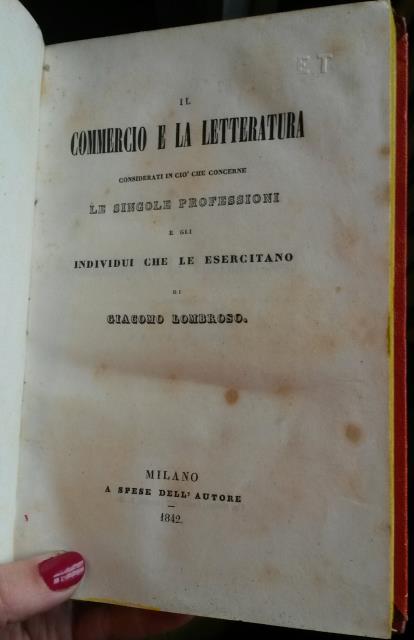 ET
IL
COMMERCIO E LA LETTERATURA
CONSIDERATI IN CIO' CHE CONCERNE
LE SINGOLE PROFESSIONI
E GLI
INDIVIDUI CHE LE ESERCITANO
DI
GIACOMO LOMBROSO.
MILANO
A SPESE DELL' AUTORE
1842.